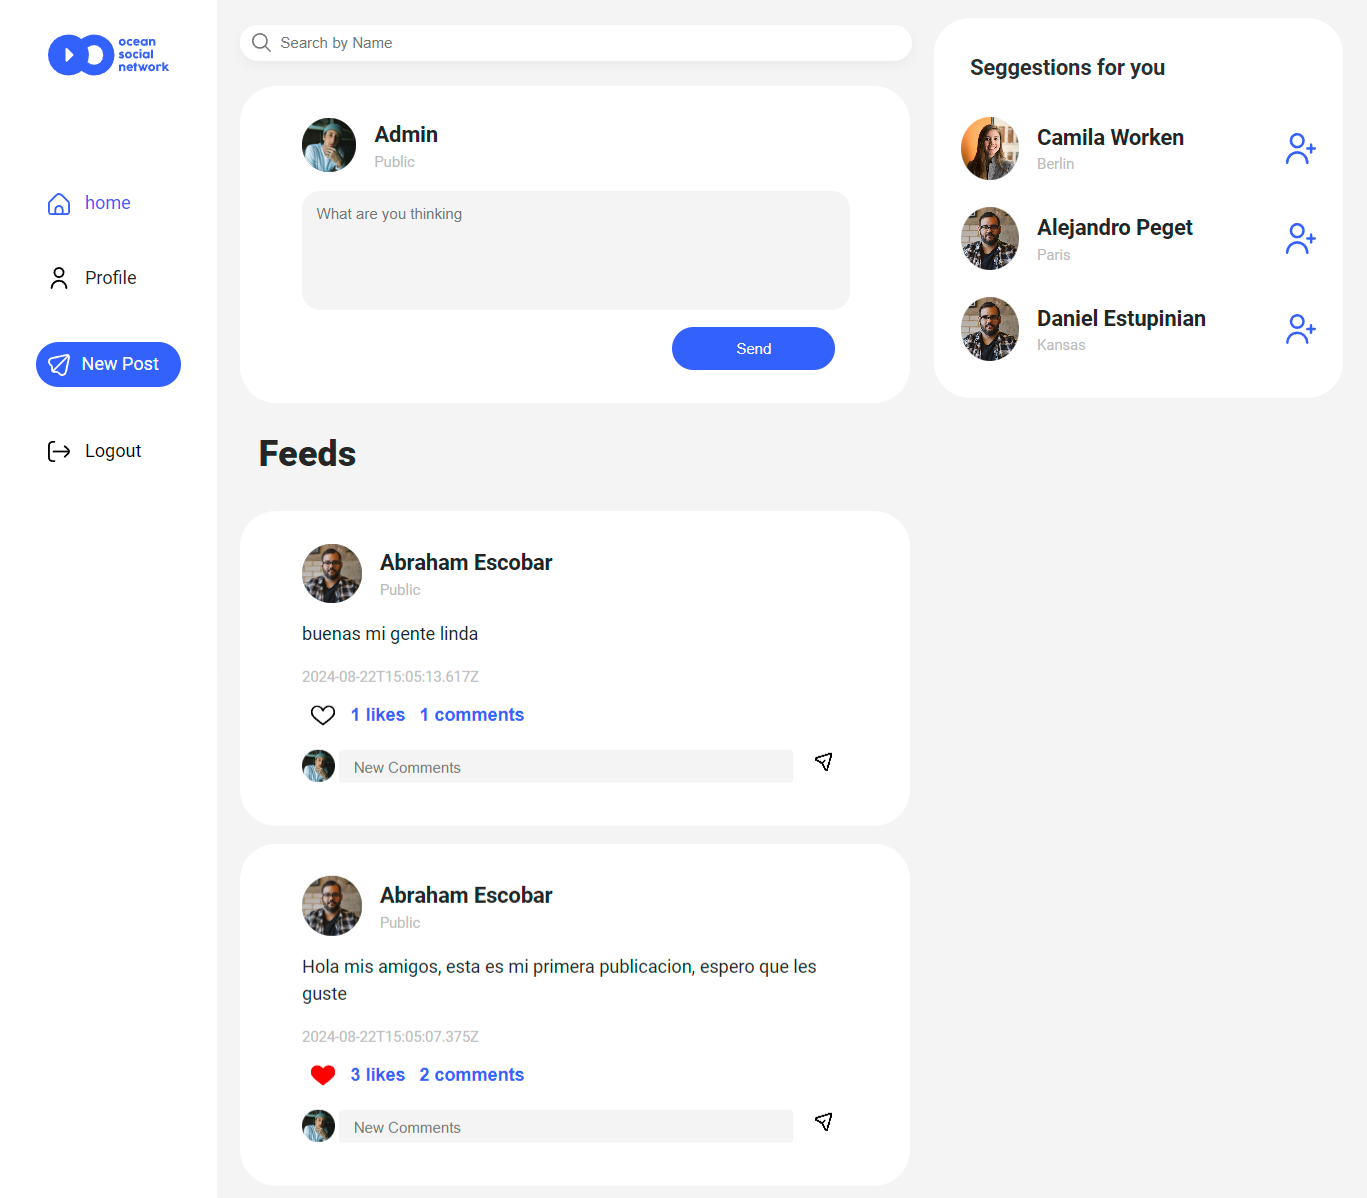 ocean
social
network
home
Profile
New Post
Logout
Search by Name
Admin
Public
What are you thinking
Send
Feeds
Abraham Escobar
Public
buenas mi gente linda
2024-08-22T15:05:13.617Z
1 likes 1 comments
New Comments
Abraham Escobar
Public
Hola mis amigos, esta es mi primera publicacion, espero que les
guste
2024-08-22T15:05:07.375Z
3 likes 2 comments
New Comments
Seggestions for you
Camila Worken
Berlin
Alejandro Peget
Paris
Daniel Estupinian
Kansas